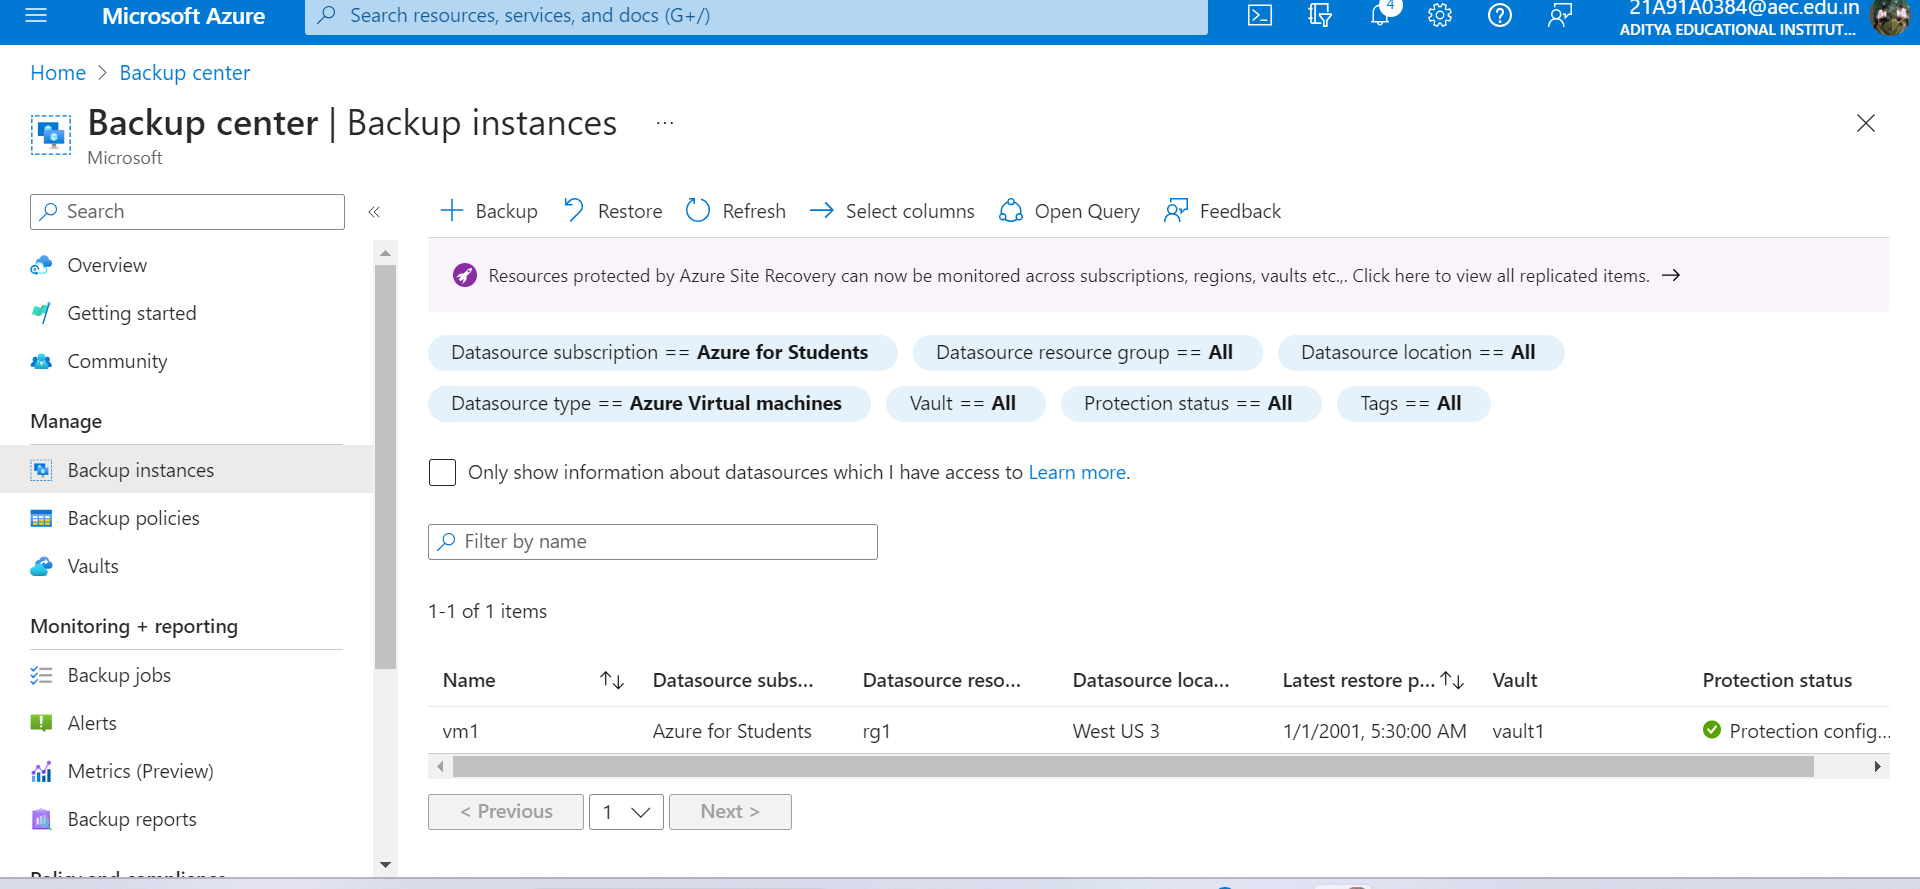 Microsoft Azure
Search resources, services, and docs (G+/)
4
21A91A0384@aec.edu.in
ADITYA EDUCATIONAL INSTITUT...
Home > Backup center
Backup center | Backup instances ...
Microsoft
Search
«
Overview
Getting started
Community
Manage
Backup instances
Backup policies
Vaults
Monitoring + reporting
Backup jobs
Alerts
Metrics (Preview)
Backup reports
Policy and compliance
Backup Restore Refresh Select columns Open Query Feedback
Resources protected by Azure Site Recovery can now be monitored across subscriptions, regions, vaults etc.,. Click here to view all replicated items. →
Datasource subscription == Azure for Students Datasource resource group == All Datasource location == All
Datasource type == Azure Virtual machines Vault == All Protection status == All Tags == All
Only show information about datasources which I have access to Learn more.
Filter by name
1-1 of 1 items
Name ↑↓ Datasource subs... Datasource reso... Datasource loca... Latest restore p... ↑↓ Vault Protection status
vm1 Azure for Students rg1 West US 3 1/1/2001, 5:30:00 AM vault1 Protection config...
< Previous 1 Next >